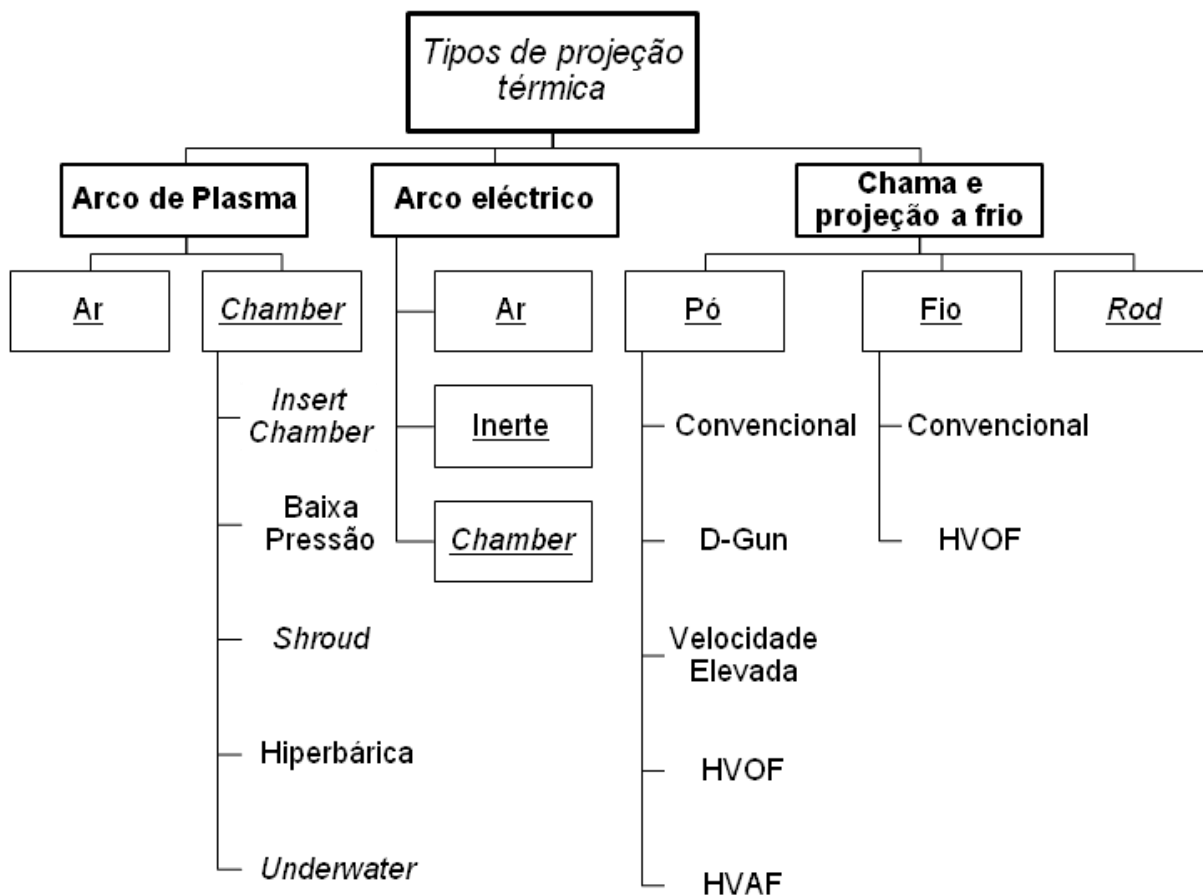 Tipos de projeção
térmica
Arco de Plasma
Arco eléctrico
Chama e
projeção a frio
Ar
Chamber
Ar
Pó
Fio
Rod
Insert
Chamber
Inerte
Convencional
Convencional
Baixa
Pressão
Chamber
D-Gun
HVOF
Shroud
Velocidade
Elevada
Hiperbárica
HVOF
Underwater
HVAF